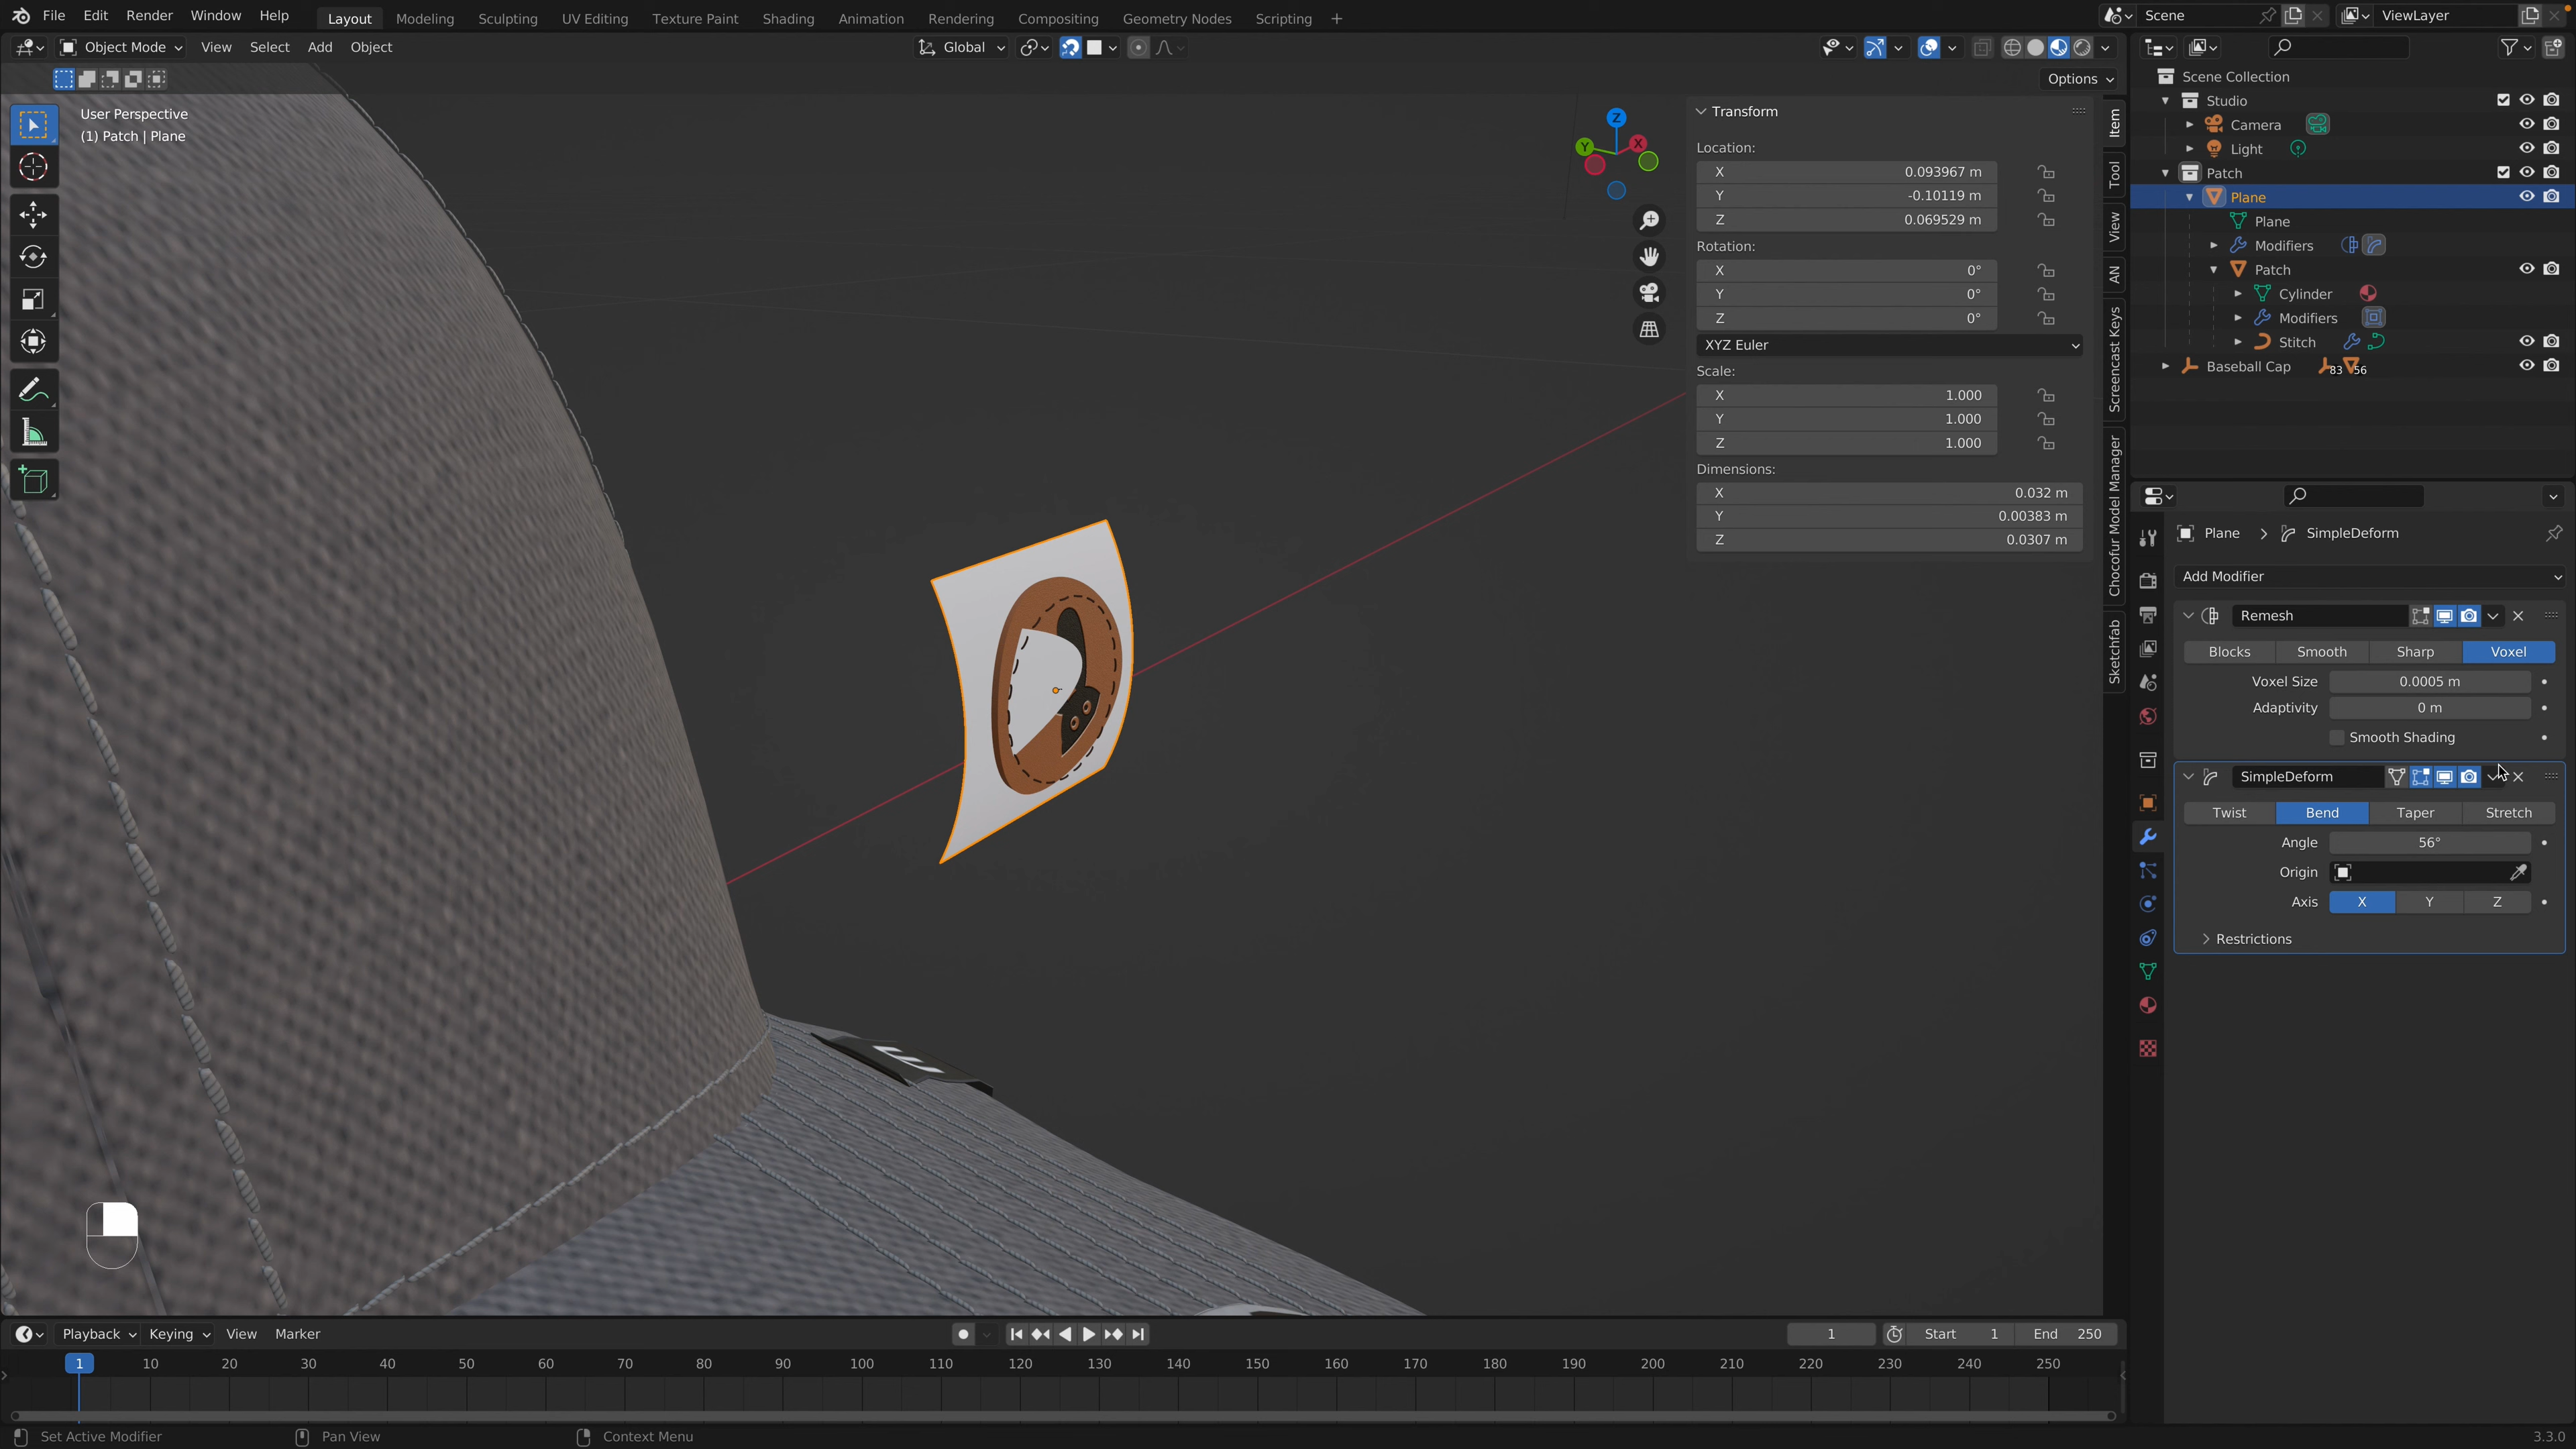 File Edit Render Window Help
Layout Modeling Sculpting UV Editing Texture Paint Shading Animation Rendering Compositing Geometry Nodes Scripting +
Scene
ViewLayer
Object Mode View Select Add Object
Global
Options
User Perspective
(1) Patch | Plane
Z
Y
X
Transform
Location:
X 0.093967 m
Y -0.10119 m
Z 0.069529 m
Rotation:
X 0°
Y 0°
Z 0°
XYZ Euler
Scale:
X 1.000
Y 1.000
Z 1.000
Dimensions:
X 0.032 m
Y 0.00383 m
Z 0.0307 m
Item
Tool
View
AN
Screencast Keys
Chocofur Model Manager
Sketchfab
Scene Collection
Studio
Camera
Light
Patch
Plane
Plane
Modifiers
Patch
Cylinder
Modifiers
Stitch
Baseball Cap 83 56
Plane > SimpleDeform
Add Modifier
Remesh
Blocks Smooth Sharp Voxel
Voxel Size 0.0005 m
Adaptivity 0 m
Smooth Shading
SimpleDeform
Twist Bend Taper Stretch
Angle 56°
Origin
Axis X Y Z
Restrictions
Playback Keying View Marker
1 Start 1 End 250
1 10 20 30 40 50 60 70 80 90 100 110 120 130 140 150 160 170 180 190 200 210 220 230 240 250
Set Active Modifier Pan View Context Menu
3.3.0